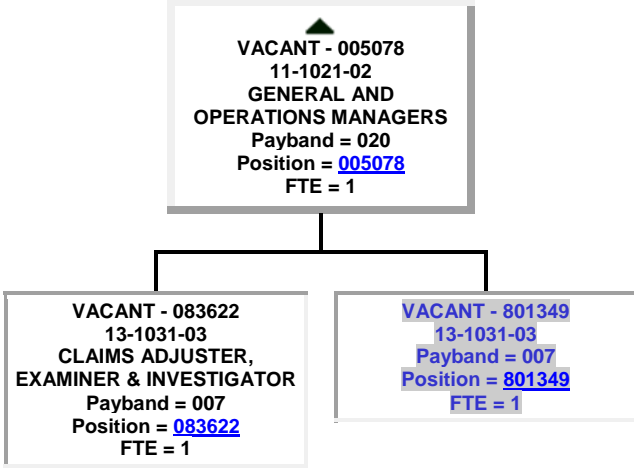 VACANT - 005078
11-1021-02
GENERAL AND
OPERATIONS MANAGERS
Payband = 020
Position = 005078
FTE = 1
VACANT - 083622
13-1031-03
CLAIMS ADJUSTER,
EXAMINER & INVESTIGATOR
Payband = 007
Position = 083622
FTE = 1
VACANT - 801349
13-1031-03
Payband = 007
Position = 801349
FTE = 1